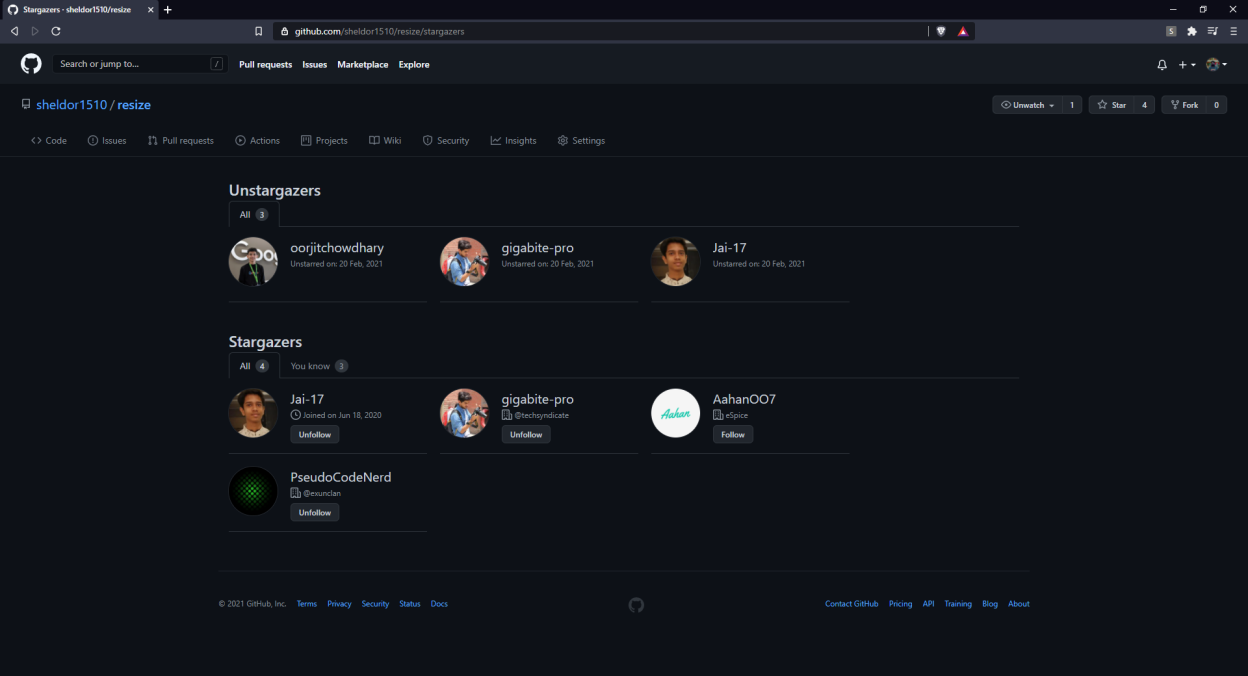 Stargazers · sheldor1510/resize
github.com/sheldor1510/resize/stargazers
S
Search or jump to... /
Pull requests Issues Marketplace Explore
sheldor1510 / resize
Unwatch 1 Star 4 Fork 0
Code Issues Pull requests Actions Projects Wiki Security Insights Settings
Unstargazers
All 3
oorjitchowdhary gigabite-pro Jai-17
Unstarred on: 20 Feb, 2021 Unstarred on: 20 Feb, 2021 Unstarred on: 20 Feb, 2021
Stargazers
All 4 You know 3
Jai-17 gigabite-pro AahanOO7
Aahan
Joined on Jun 18, 2020 @techsyndicate eSpice
Unfollow Unfollow Follow
PseudoCodeNerd
@exunclan
Unfollow
© 2021 GitHub, Inc. Terms Privacy Security Status Docs Contact GitHub Pricing API Training Blog About